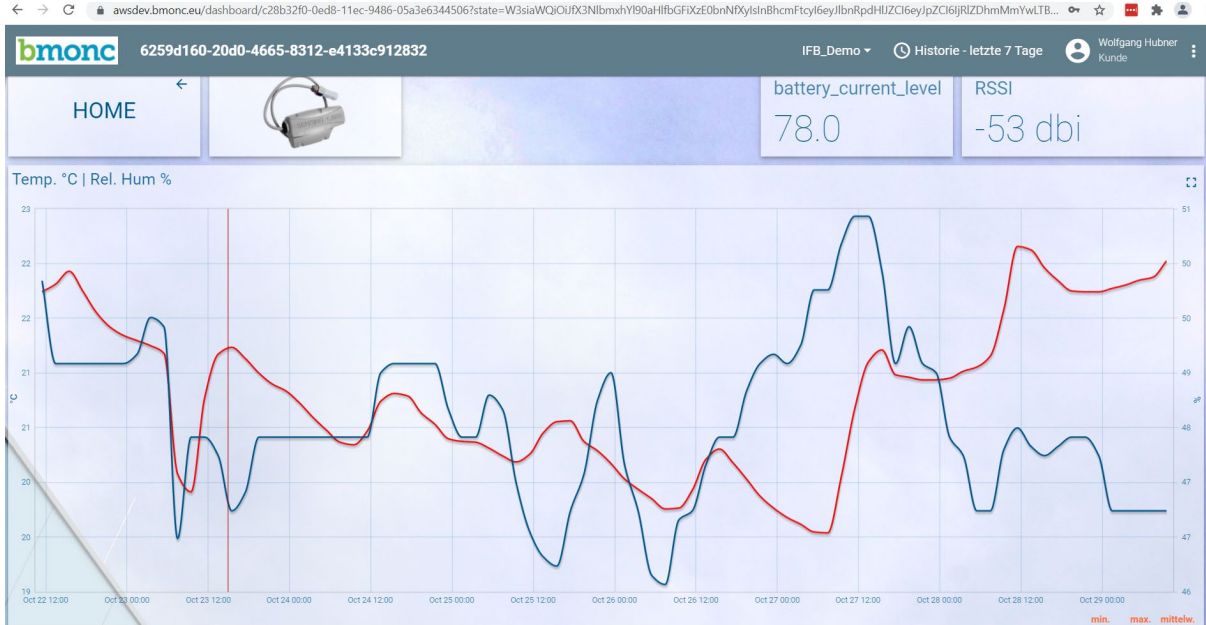 awsdev.bmonc.eu/dashboard/c28b32f0-0ed8-11ec-9486-05a3e6344506?state=
bmonc 6259d160-20d0-4665-8312-e4133c912832 IFB_Demo Historie - letzte 7 Tage Wolfgang Hubner
Kunde
HOME
battery_current_level RSSI
78.0 -53 dbi
Temp. °C | Rel. Hum %
23 51
22 50
22 50
21 49
°C %
21 48
20 47
20 47
19 46
Oct 22 12:00 Oct 23 00:00 Oct 23 12:00 Oct 24 00:00 Oct 24 12:00 Oct 25 00:00 Oct 25 12:00 Oct 26 00:00 Oct 26 12:00 Oct 27 00:00 Oct 27 12:00 Oct 28 00:00 Oct 28 12:00 Oct 29 00:00
min. max. mittelw.